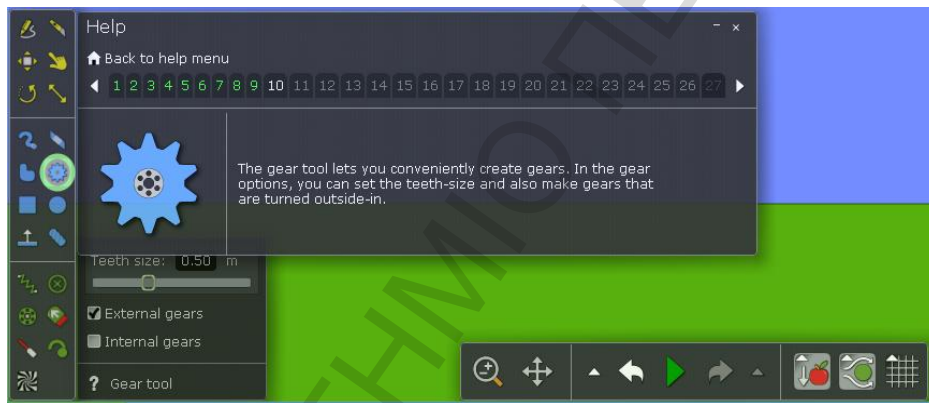 Help
- ×
Back to help menu
1 2 3 4 5 6 7 8 9 10 11 12 13 14 15 16 17 18 19 20 21 22 23 24 25 26 27
The gear tool lets you conveniently create gears. In the gear
options, you can set the teeth-size and also make gears that
are turned outside-in.
Teeth size: 0.50 m
External gears
Internal gears
? Gear tool